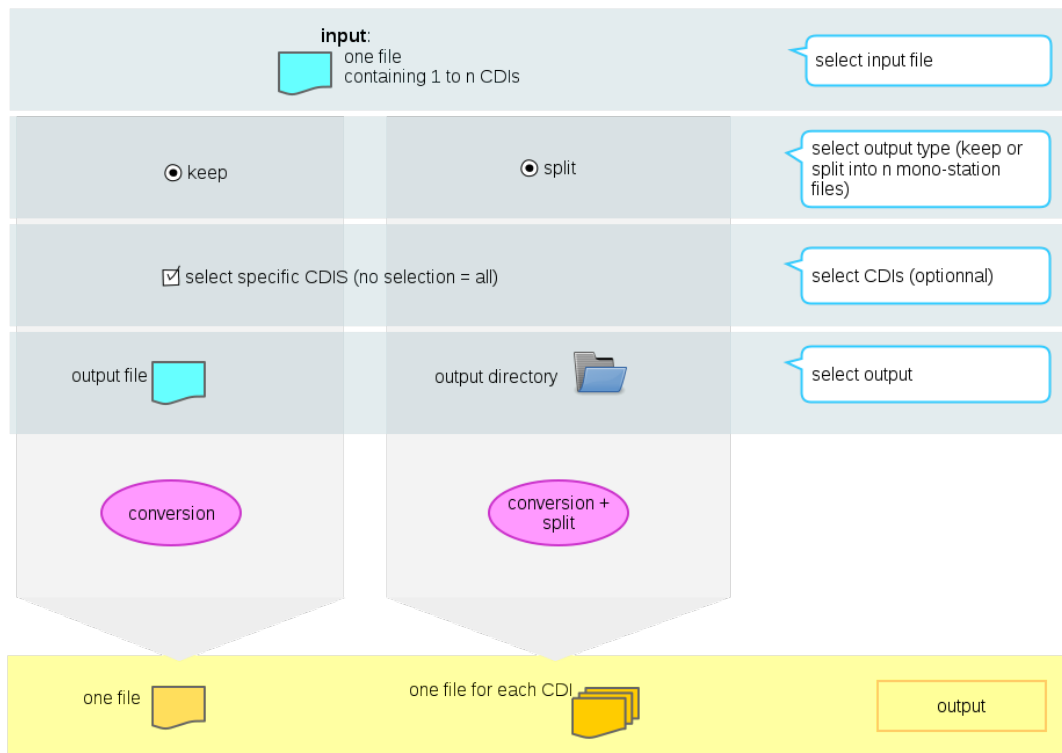 input:
one file
containing 1 to n CDIs
select input file
keep
split
select output type (keep or
split into n mono-station
files)
select specific CDIS (no selection = all)
select CDIs (optionnal)
output file
output directory
select output
conversion
conversion +
split
one file
one file for each CDI
output